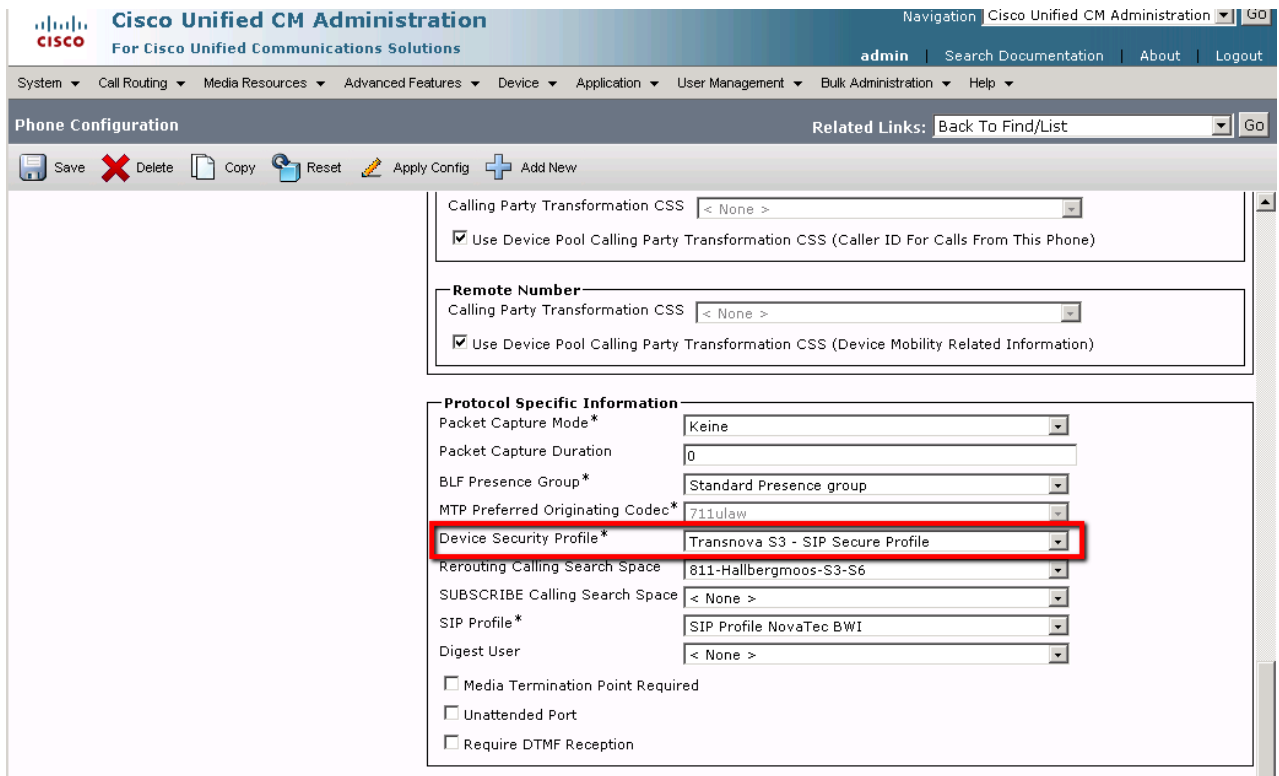 Cisco Unified CM Administration
For Cisco Unified Communications Solutions
CISCO
Navigation Cisco Unified CM Administration GO
admin | Search Documentation | About | Logout
System Call Routing Media Resources Advanced Features Device Application User Management Bulk Administration Help
Phone Configuration
Related Links: Back To Find/List Go
Save Delete Copy Reset Apply Config Add New
Calling Party Transformation CSS < None >
Use Device Pool Calling Party Transformation CSS (Caller ID For Calls From This Phone)
Remote Number
Calling Party Transformation CSS < None >
Use Device Pool Calling Party Transformation CSS (Device Mobility Related Information)
Protocol Specific Information
Packet Capture Mode* Keine
Packet Capture Duration 0
BLF Presence Group* Standard Presence group
MTP Preferred Originating Codec* 711ulaw
Device Security Profile* Transnova S3 - SIP Secure Profile
Rerouting Calling Search Space 811-Hallbergmoos-S3-S6
SUBSCRIBE Calling Search Space < None >
SIP Profile* SIP Profile NovaTec BWI
Digest User < None >
Media Termination Point Required
Unattended Port
Require DTMF Reception